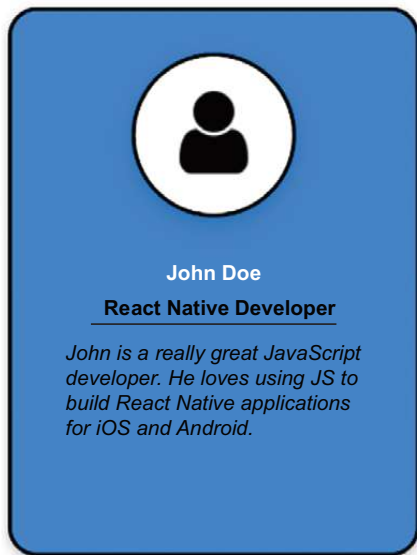 John Doe
React Native Developer
John is a really great JavaScript
developer. He loves using JS to
build React Native applications
for iOS and Android.